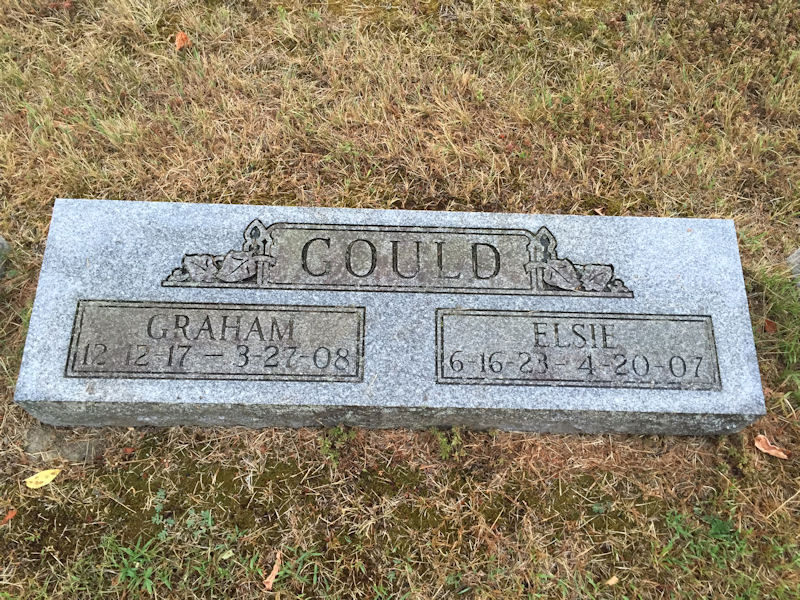 GOULD
GRAHAM
12-12-17 - 3-27-08
ELSIE
6-16-23 - 4-20-07